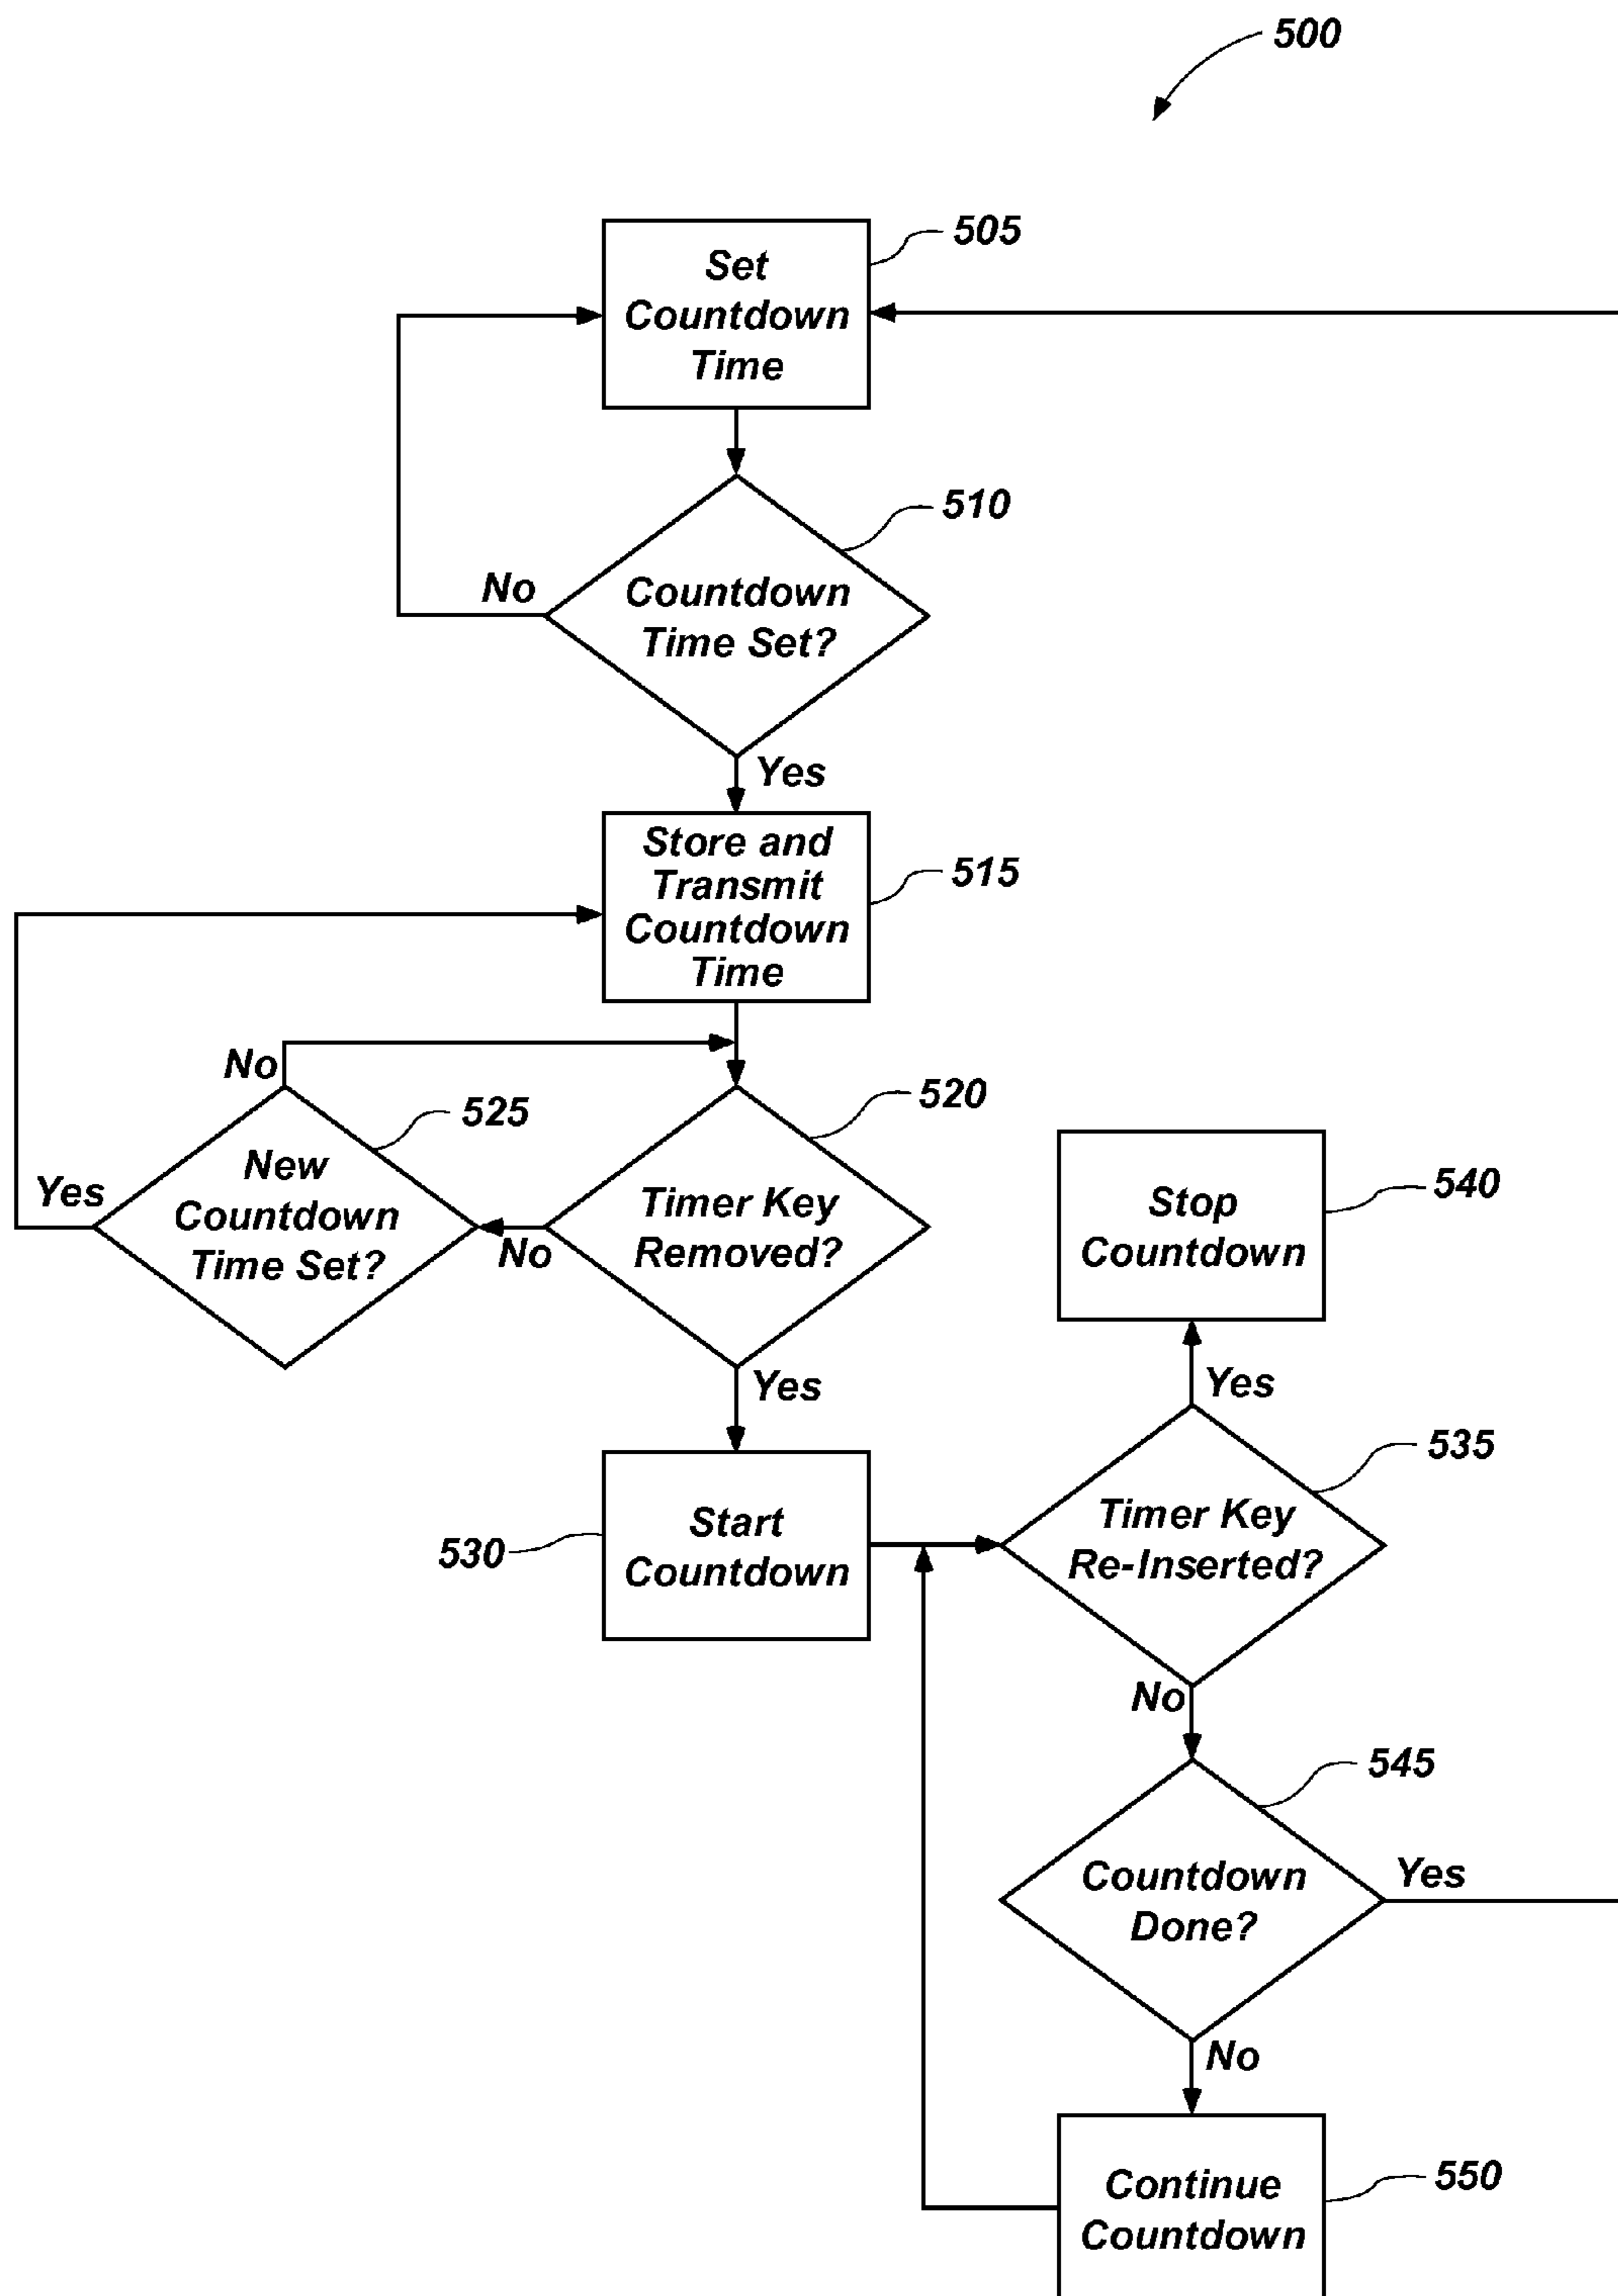 500
505
Set
Countdown
Time
510
No
Countdown
Time Set?
Yes
Store and
Transmit
Countdown
Time
515
No
525
520
New
Countdown
Time Set?
Yes
No
Timer Key
Removed?
Stop
Countdown
540
Yes
Yes
535
Start
Countdown
530
Timer Key
Re-Inserted?
No
545
Countdown
Done?
Yes
No
Continue
Countdown
550